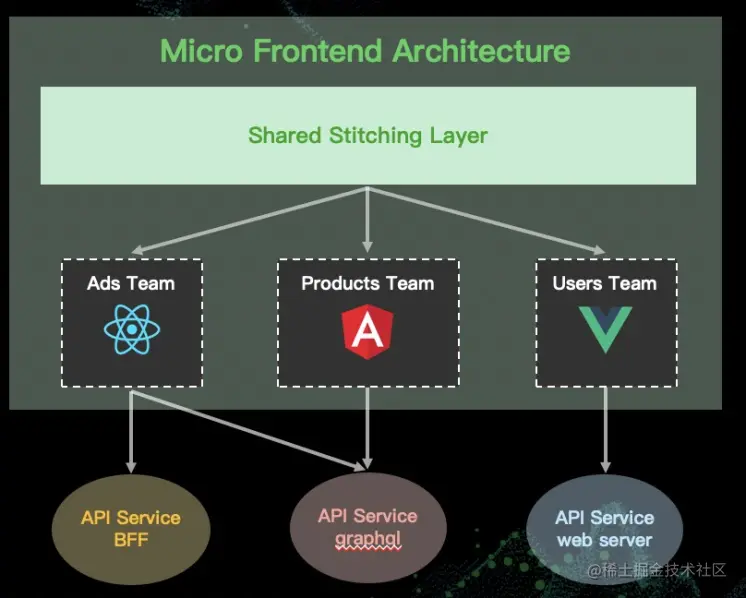 Micro Frontend Architecture
Shared Stitching Layer
Ads Team
Products Team
Users Team
API Service
BFF
API Service
graphql
API Service
web server
@稀土掘金技术社区